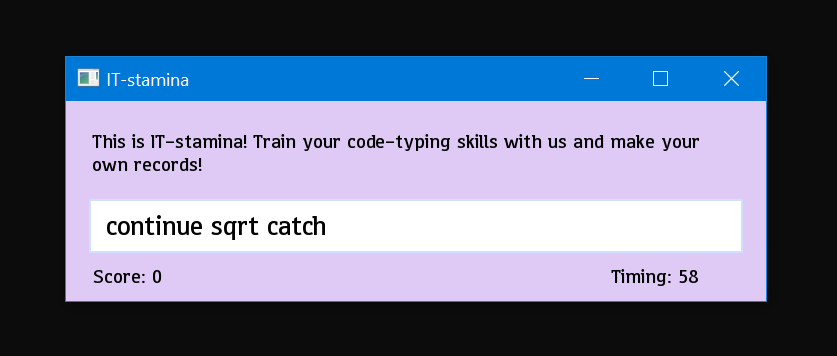 IT-stamina
This is IT-stamina! Train your code-typing skills with us and make your
own records!
continue sqrt catch
Score: 0
Timing: 58